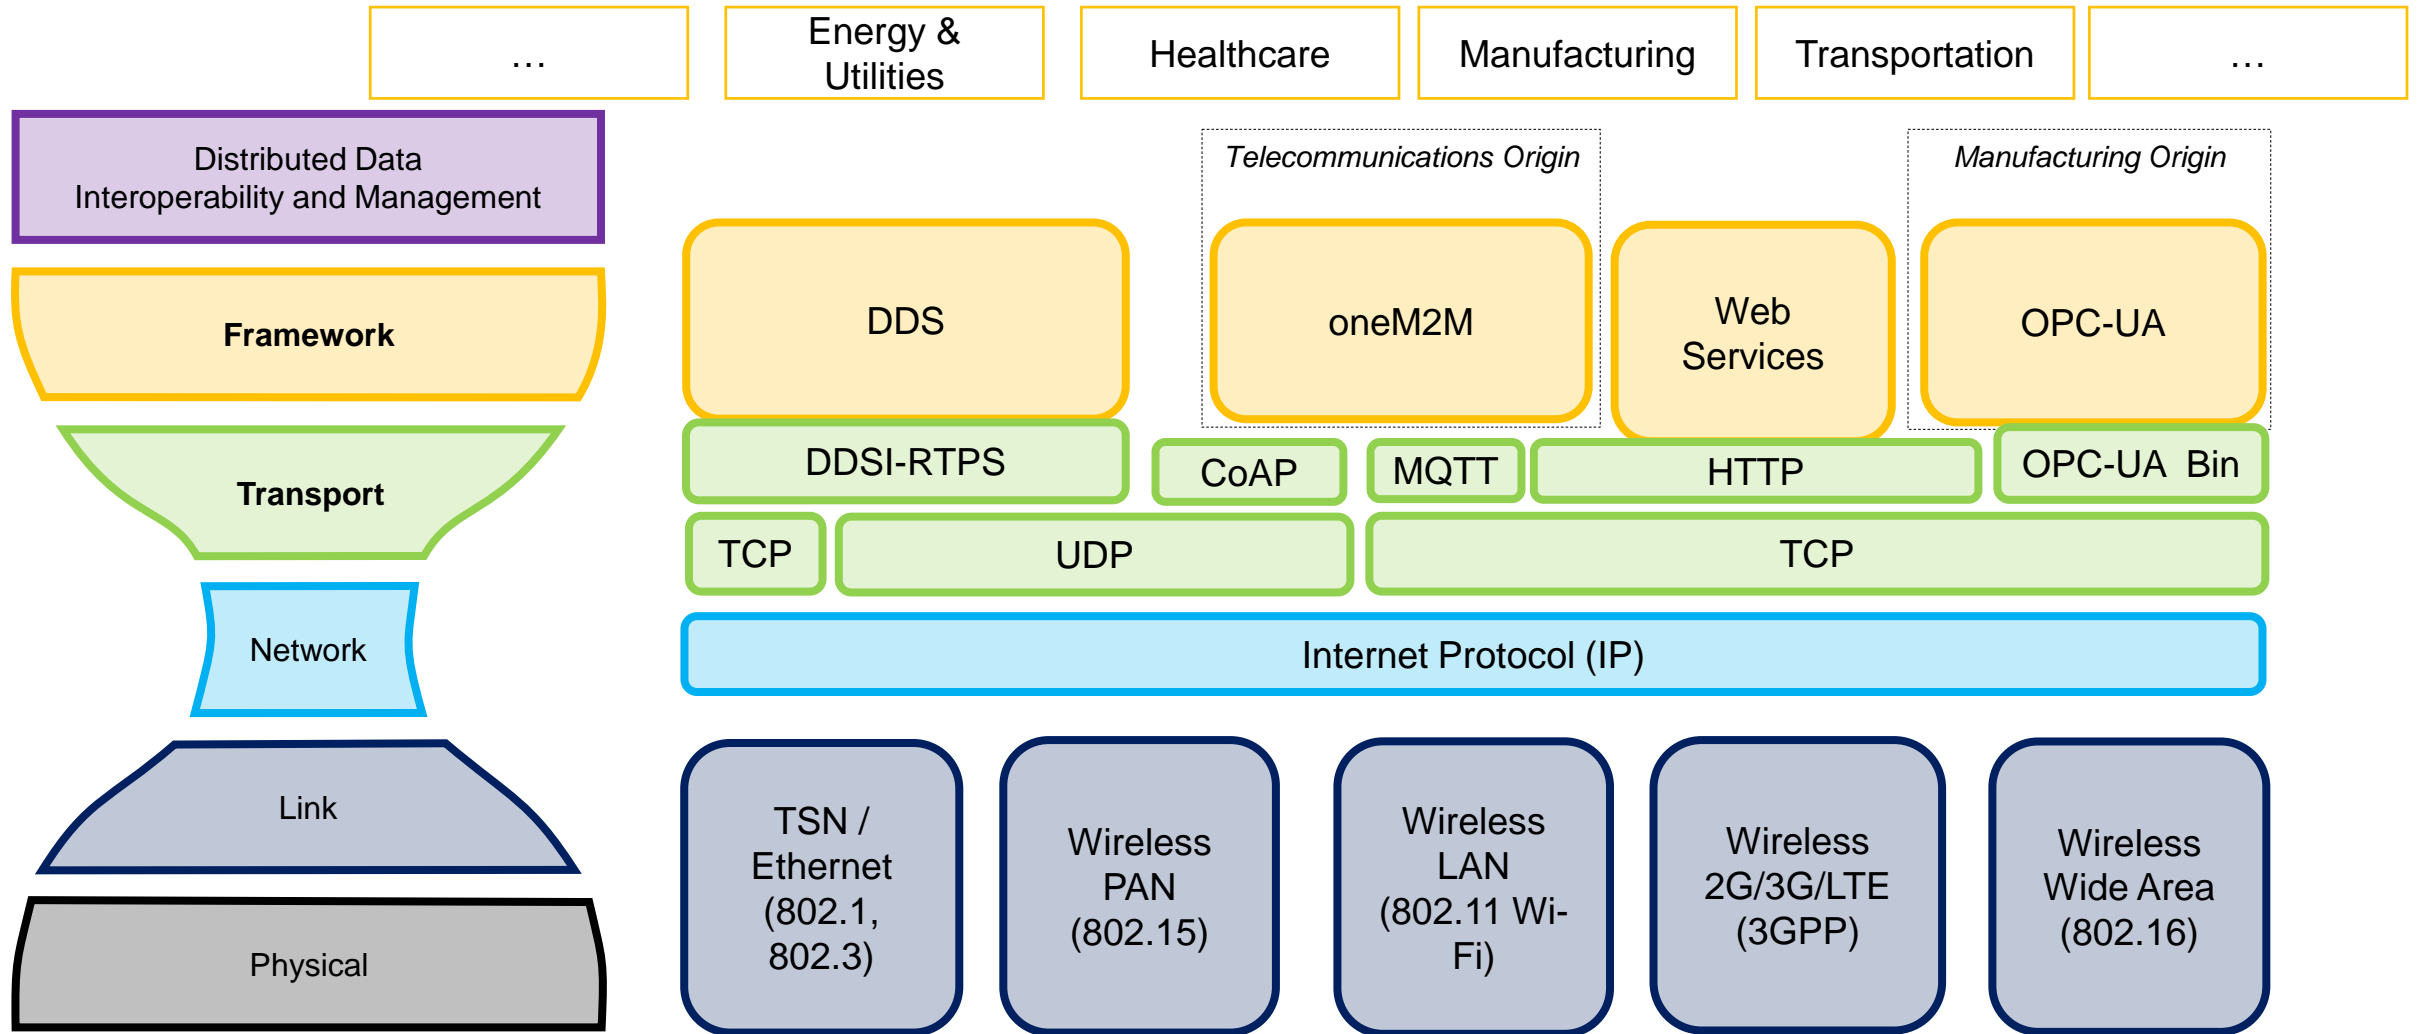 …
Energy &
Utilities
Healthcare
Manufacturing
Transportation
…
Distributed Data
Interoperability and Management
Telecommunications Origin
Manufacturing Origin
Framework
DDS
oneM2M
Web
Services
OPC-UA
Transport
DDSI-RTPS
CoAP
MQTT
HTTP
OPC-UA Bin
TCP
UDP
TCP
Network
Internet Protocol (IP)
Link
Physical
TSN /
Ethernet
(802.1,
802.3)
Wireless
PAN
(802.15)
Wireless
LAN
(802.11 Wi-
Fi)
Wireless
2G/3G/LTE
(3GPP)
Wireless
Wide Area
(802.16)